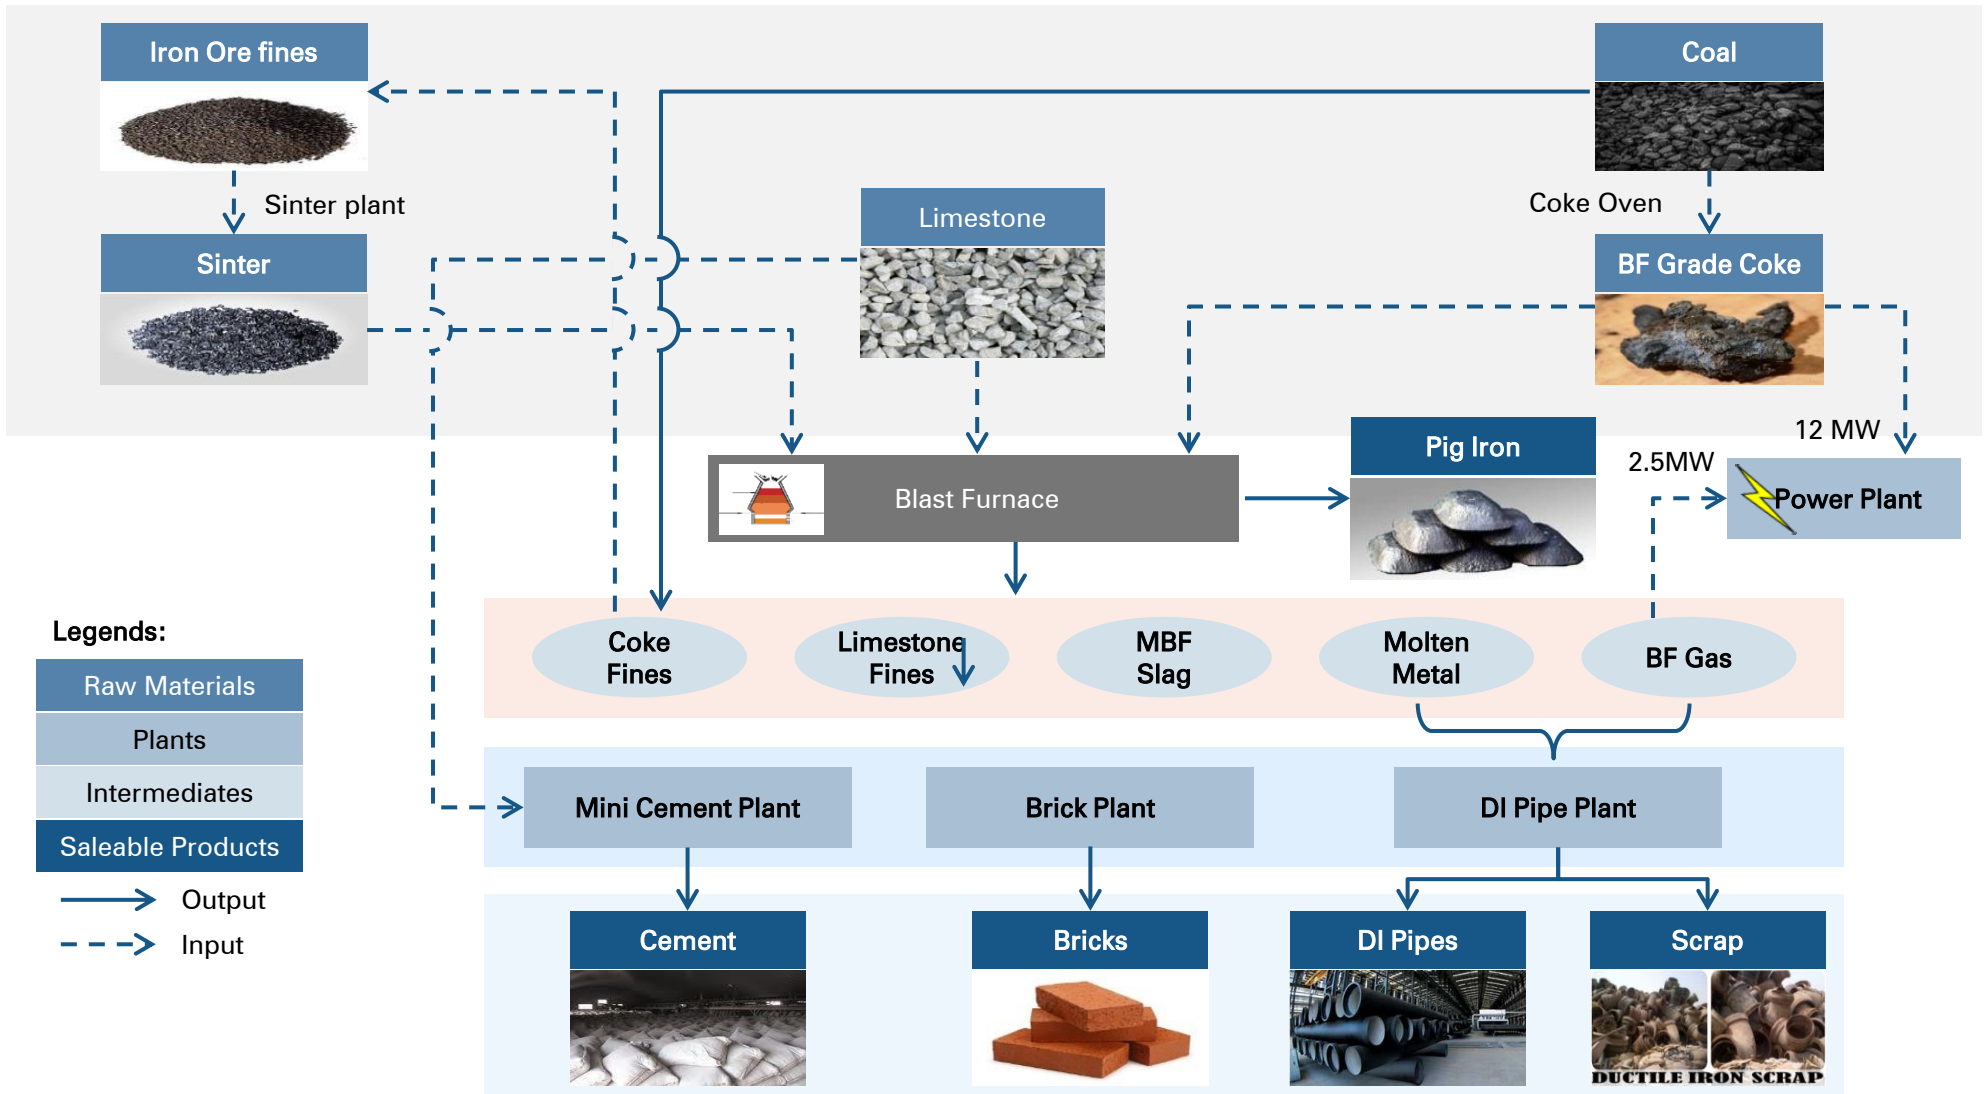 Iron Ore fines
Coal
Sinter plant
Limestone
Coke Oven
Sinter
BF Grade Coke
12 MW
Pig Iron
2.5MW
Blast Furnace
Power Plant
Legends:
Raw Materials
Plants
Intermediates
Saleable Products
Output
Input
Coke
Fines
Limestone
Fines
MBF
Slag
Molten
Metal
BF Gas
Mini Cement Plant
Brick Plant
DI Pipe Plant
Cement
Bricks
DI Pipes
Scrap
DUCTILE IRON SCRAP